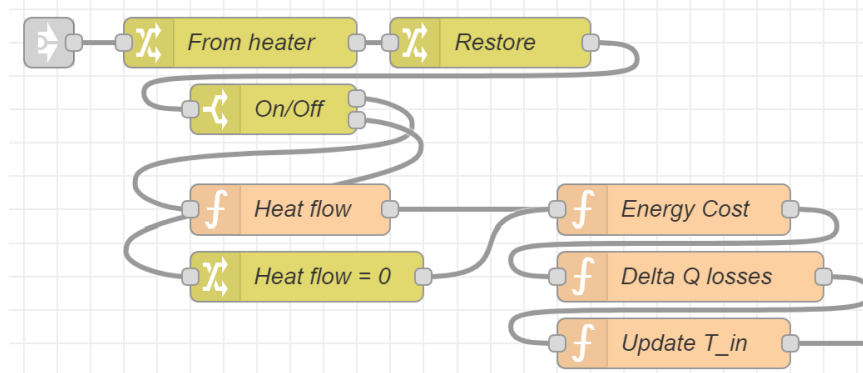 From heater
Restore
On/Off
Heat flow
Energy Cost
Heat flow = 0
Delta Q losses
Update T_in